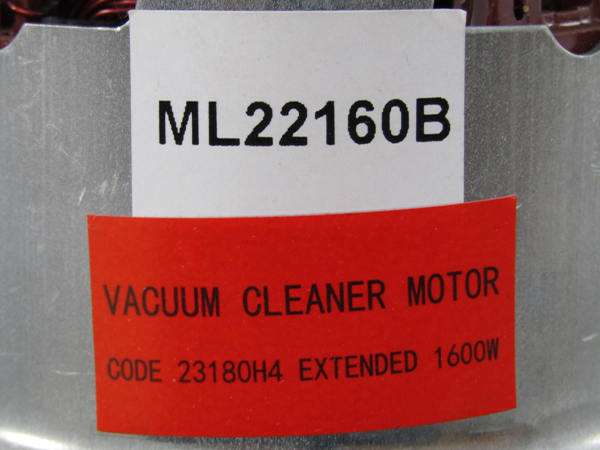 ML22160B
VACUUM CLEANER MOTOR
CODE 23180H4 EXTENDED 1600W